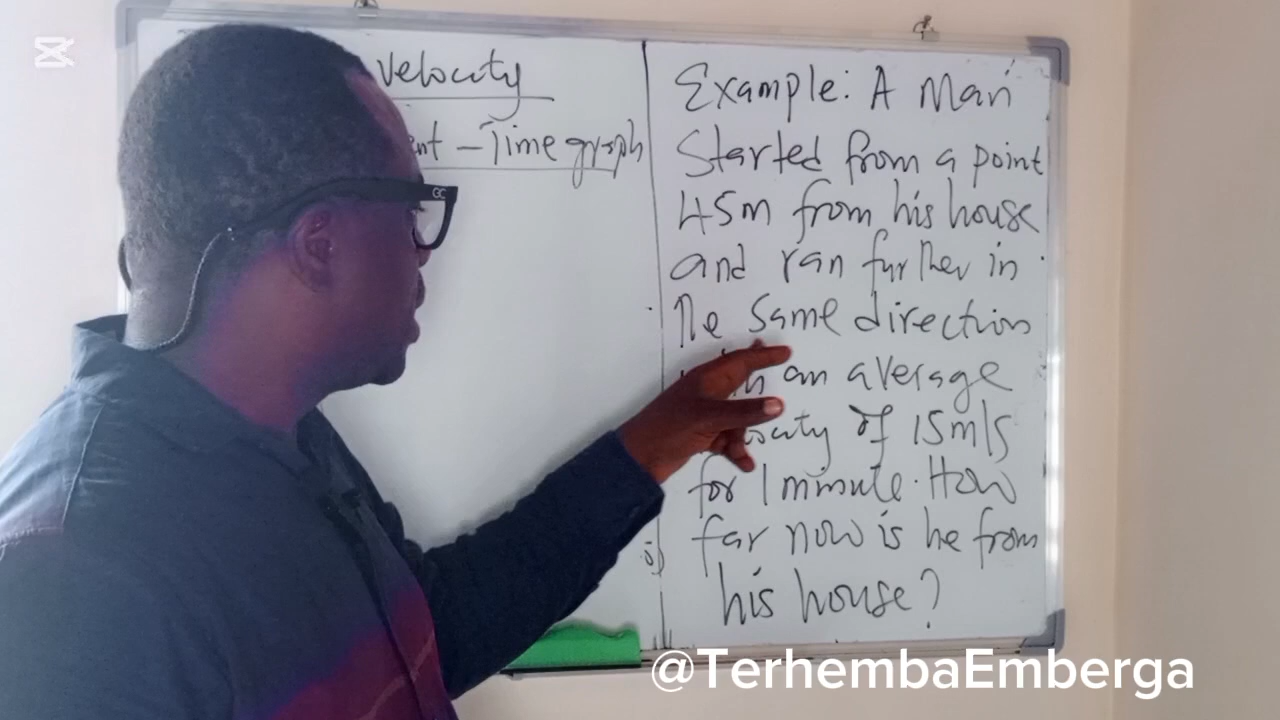 velocity
-Time graph
Example: A Man
Started from a point
45m from his house
and ran further in
The same direction
an average
of 15m/s
for 1 minute. How
far now is he from
his house?
GC
@TerhembaEmberga